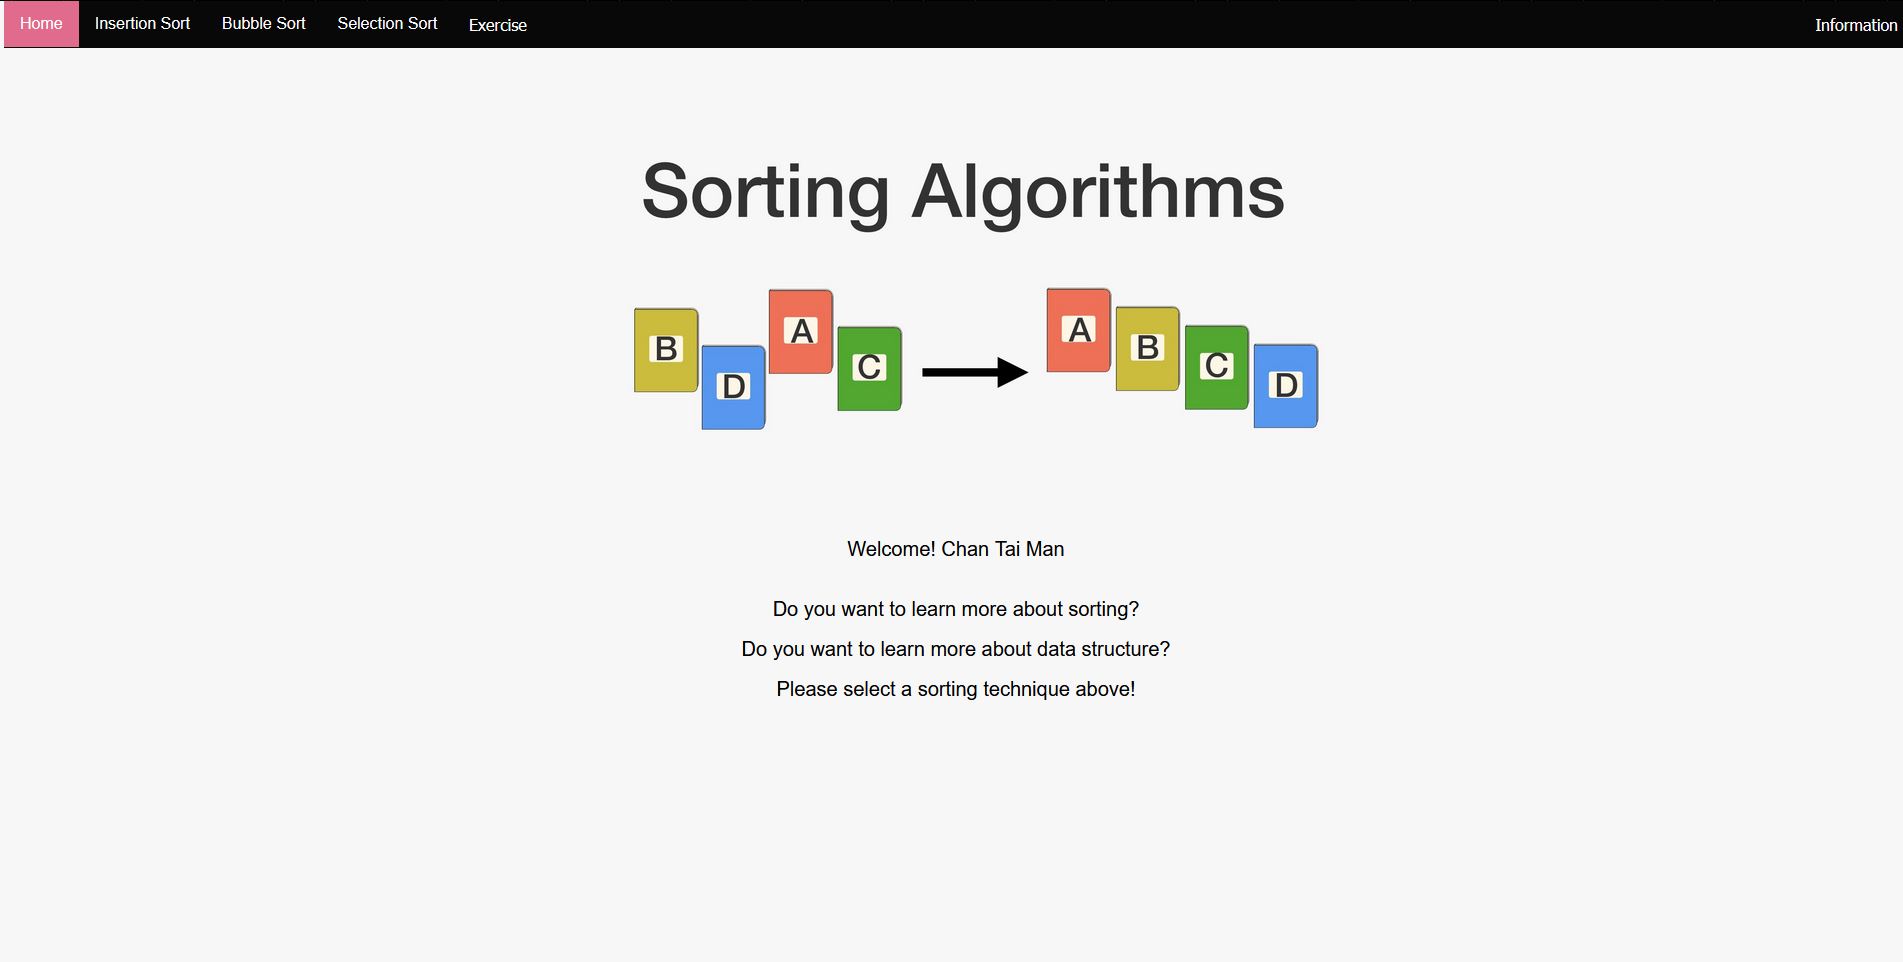 Home Insertion Sort Bubble Sort Selection Sort Exercise Information
Sorting Algorithms
B D A C A B C D
Welcome! Chan Tai Man
Do you want to learn more about sorting?
Do you want to learn more about data structure?
Please select a sorting technique above!